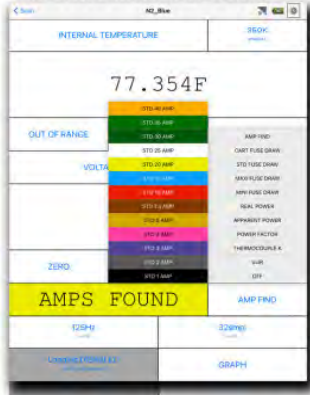 Scan
N2_Blue
INTERNAL TEMPERATURE
350K
77.354F
OUT OF RANGE
VOLTA
ZERO
STD 40 AMP
STD 35 AMP
STD 30 AMP
STD 25 AMP
STD 20 AMP
STD 15 AMP
STD 10 AMP
STD 7.5 AMP
STD 5 AMP
STD 4 AMP
STD 3 AMP
STD 2 AMP
STD 1 AMP
AMP FIND
CART FUSE DRAW
STD FUSE DRAW
MICRO FUSE DRAW
MINI FUSE DRAW
REAL POWER
APPARENT POWER
POWER FACTOR
THERMOCOUPLE K
OFF
AMPS FOUND
AMP FIND
125Hz
32smpl
GRAPH